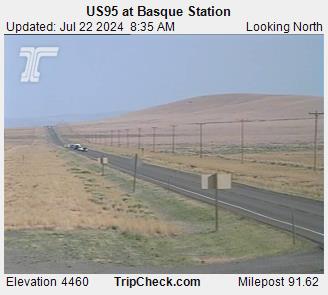 US95 at Basque Station
Updated: Jul 22 2024 8:35 AM Looking North
Elevation 4460 TripCheck.com Milepost 91.62